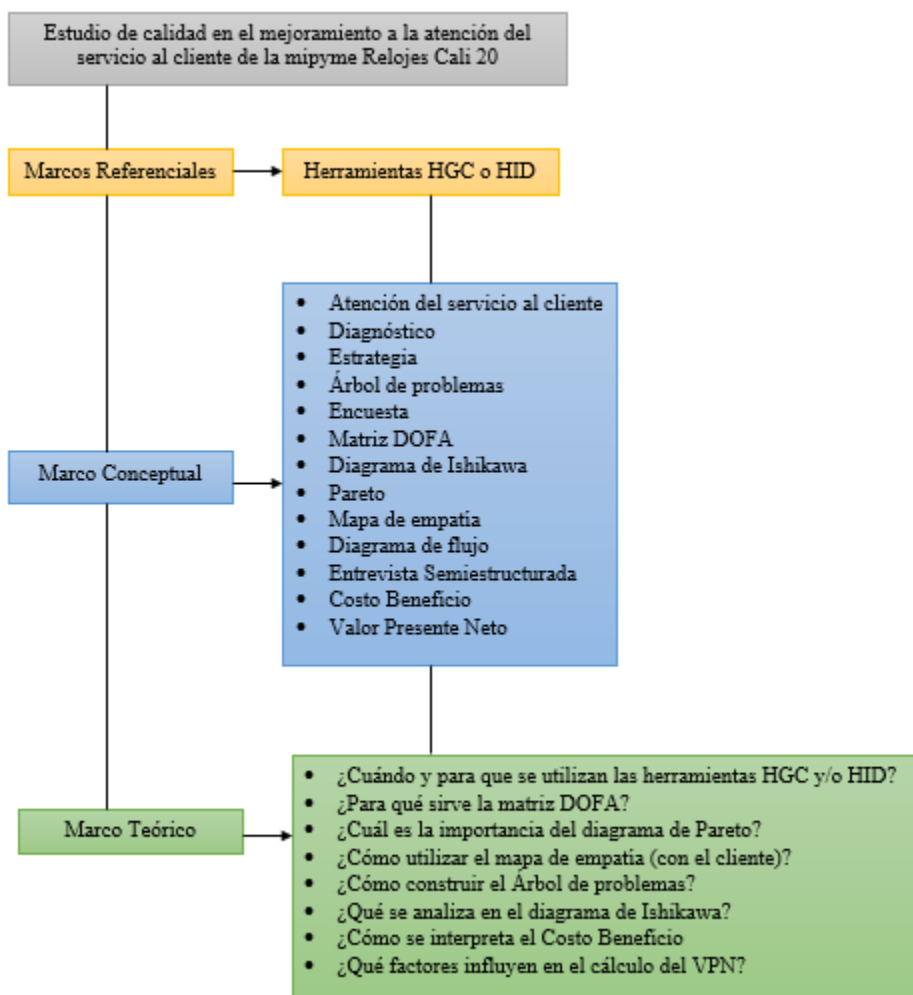 Estudio de calidad en el mejoramiento a la atención del
servicio al cliente de la mipyme Relojes Cali 20
Marcos Referenciales
Herramientas HGC o HID
• Atención del servicio al cliente
• Diagnóstico
• Estrategia
• Árbol de problemas
• Encuesta
• Matriz DOFA
• Diagrama de Ishikawa
• Pareto
• Mapa de empatía
• Diagrama de flujo
• Entrevista Semiestructurada
• Costo Beneficio
• Valor Presente Neto
Marco Conceptual
• ¿Cuándo y para que se utilizan las herramientas HGC y/o HID?
• ¿Para qué sirve la matriz DOFA?
• ¿Cuál es la importancia del diagrama de Pareto?
• ¿Cómo utilizar el mapa de empatía (con el cliente)?
• ¿Cómo construir el Árbol de problemas?
• ¿Qué se analiza en el diagrama de Ishikawa?
• ¿Cómo se interpreta el Costo Beneficio
• ¿Qué factores influyen en el cálculo del VPN?
Marco Teórico